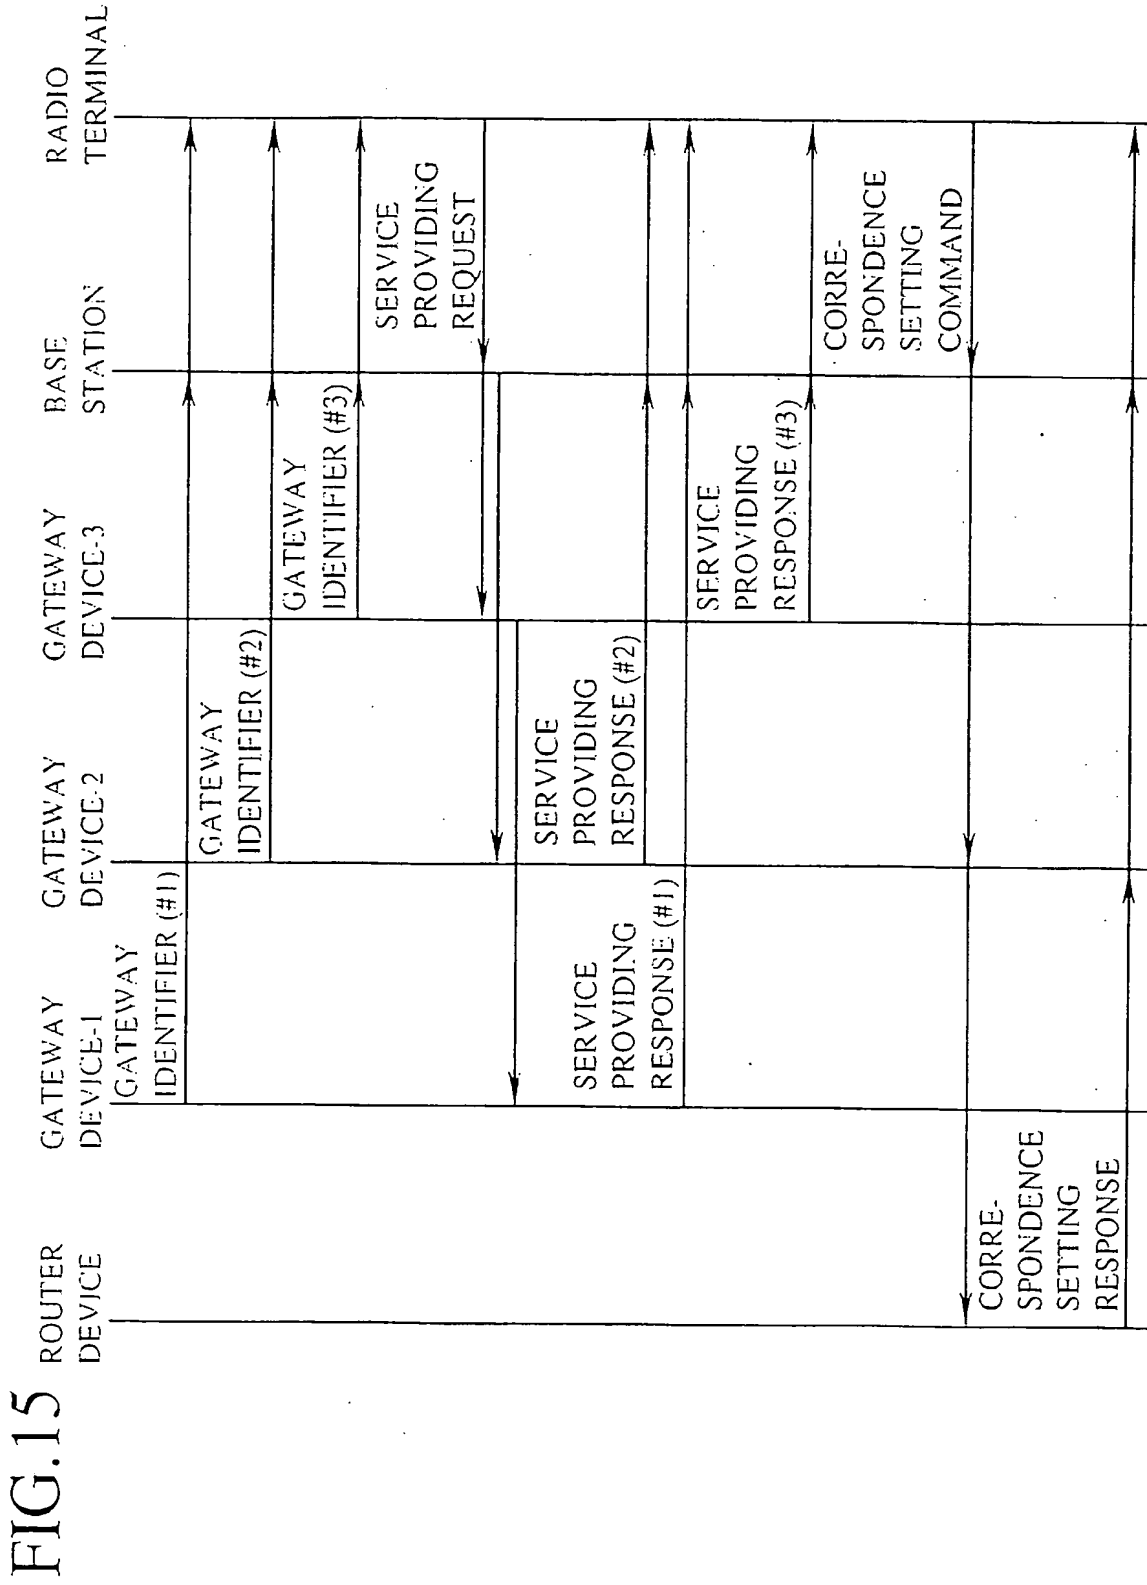 FIG.15
ROUTER
DEVICE
GATEWAY
DEVICE-1
GATEWAY
DEVICE-2
GATEWAY
DEVICE-3
BASE
STATION
RADIO
TERMINAL
GATEWAY
IDENTIFIER (#1)
GATEWAY
IDENTIFIER (#2)
GATEWAY
IDENTIFIER (#3)
SERVICE
PROVIDING
REQUEST
SERVICE
PROVIDING
RESPONSE (#2)
SERVICE
PROVIDING
RESPONSE (#1)
SERVICE
PROVIDING
RESPONSE (#3)
CORRE-
SPONDENCE
SETTING
COMMAND
CORRE-
SPONDENCE
SETTING
RESPONSE